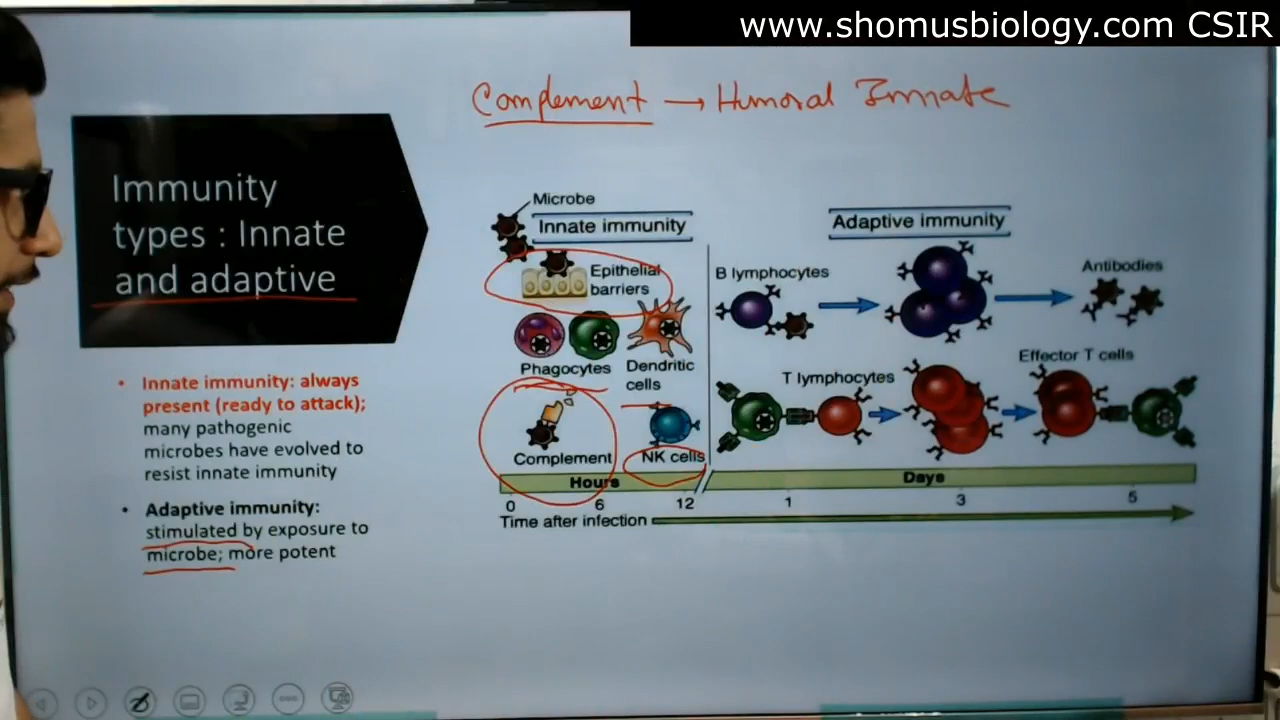 www.shomusbiology.com CSIR
Complement → Humoral Innate
Immunity
types : Innate
and adaptive
• Innate immunity: always
present (ready to attack);
many pathogenic
microbes have evolved to
resist innate immunity
• Adaptive immunity:
stimulated by exposure to
microbe; more potent
Microbe
Innate immunity
Epithelial
barriers
Phagocytes
Dendritic
cells
Complement
NK cells
Adaptive immunity
B lymphocytes
Antibodies
T lymphocytes
Effector T cells
Hours
Days
0 6 12 1 3 5
Time after infection